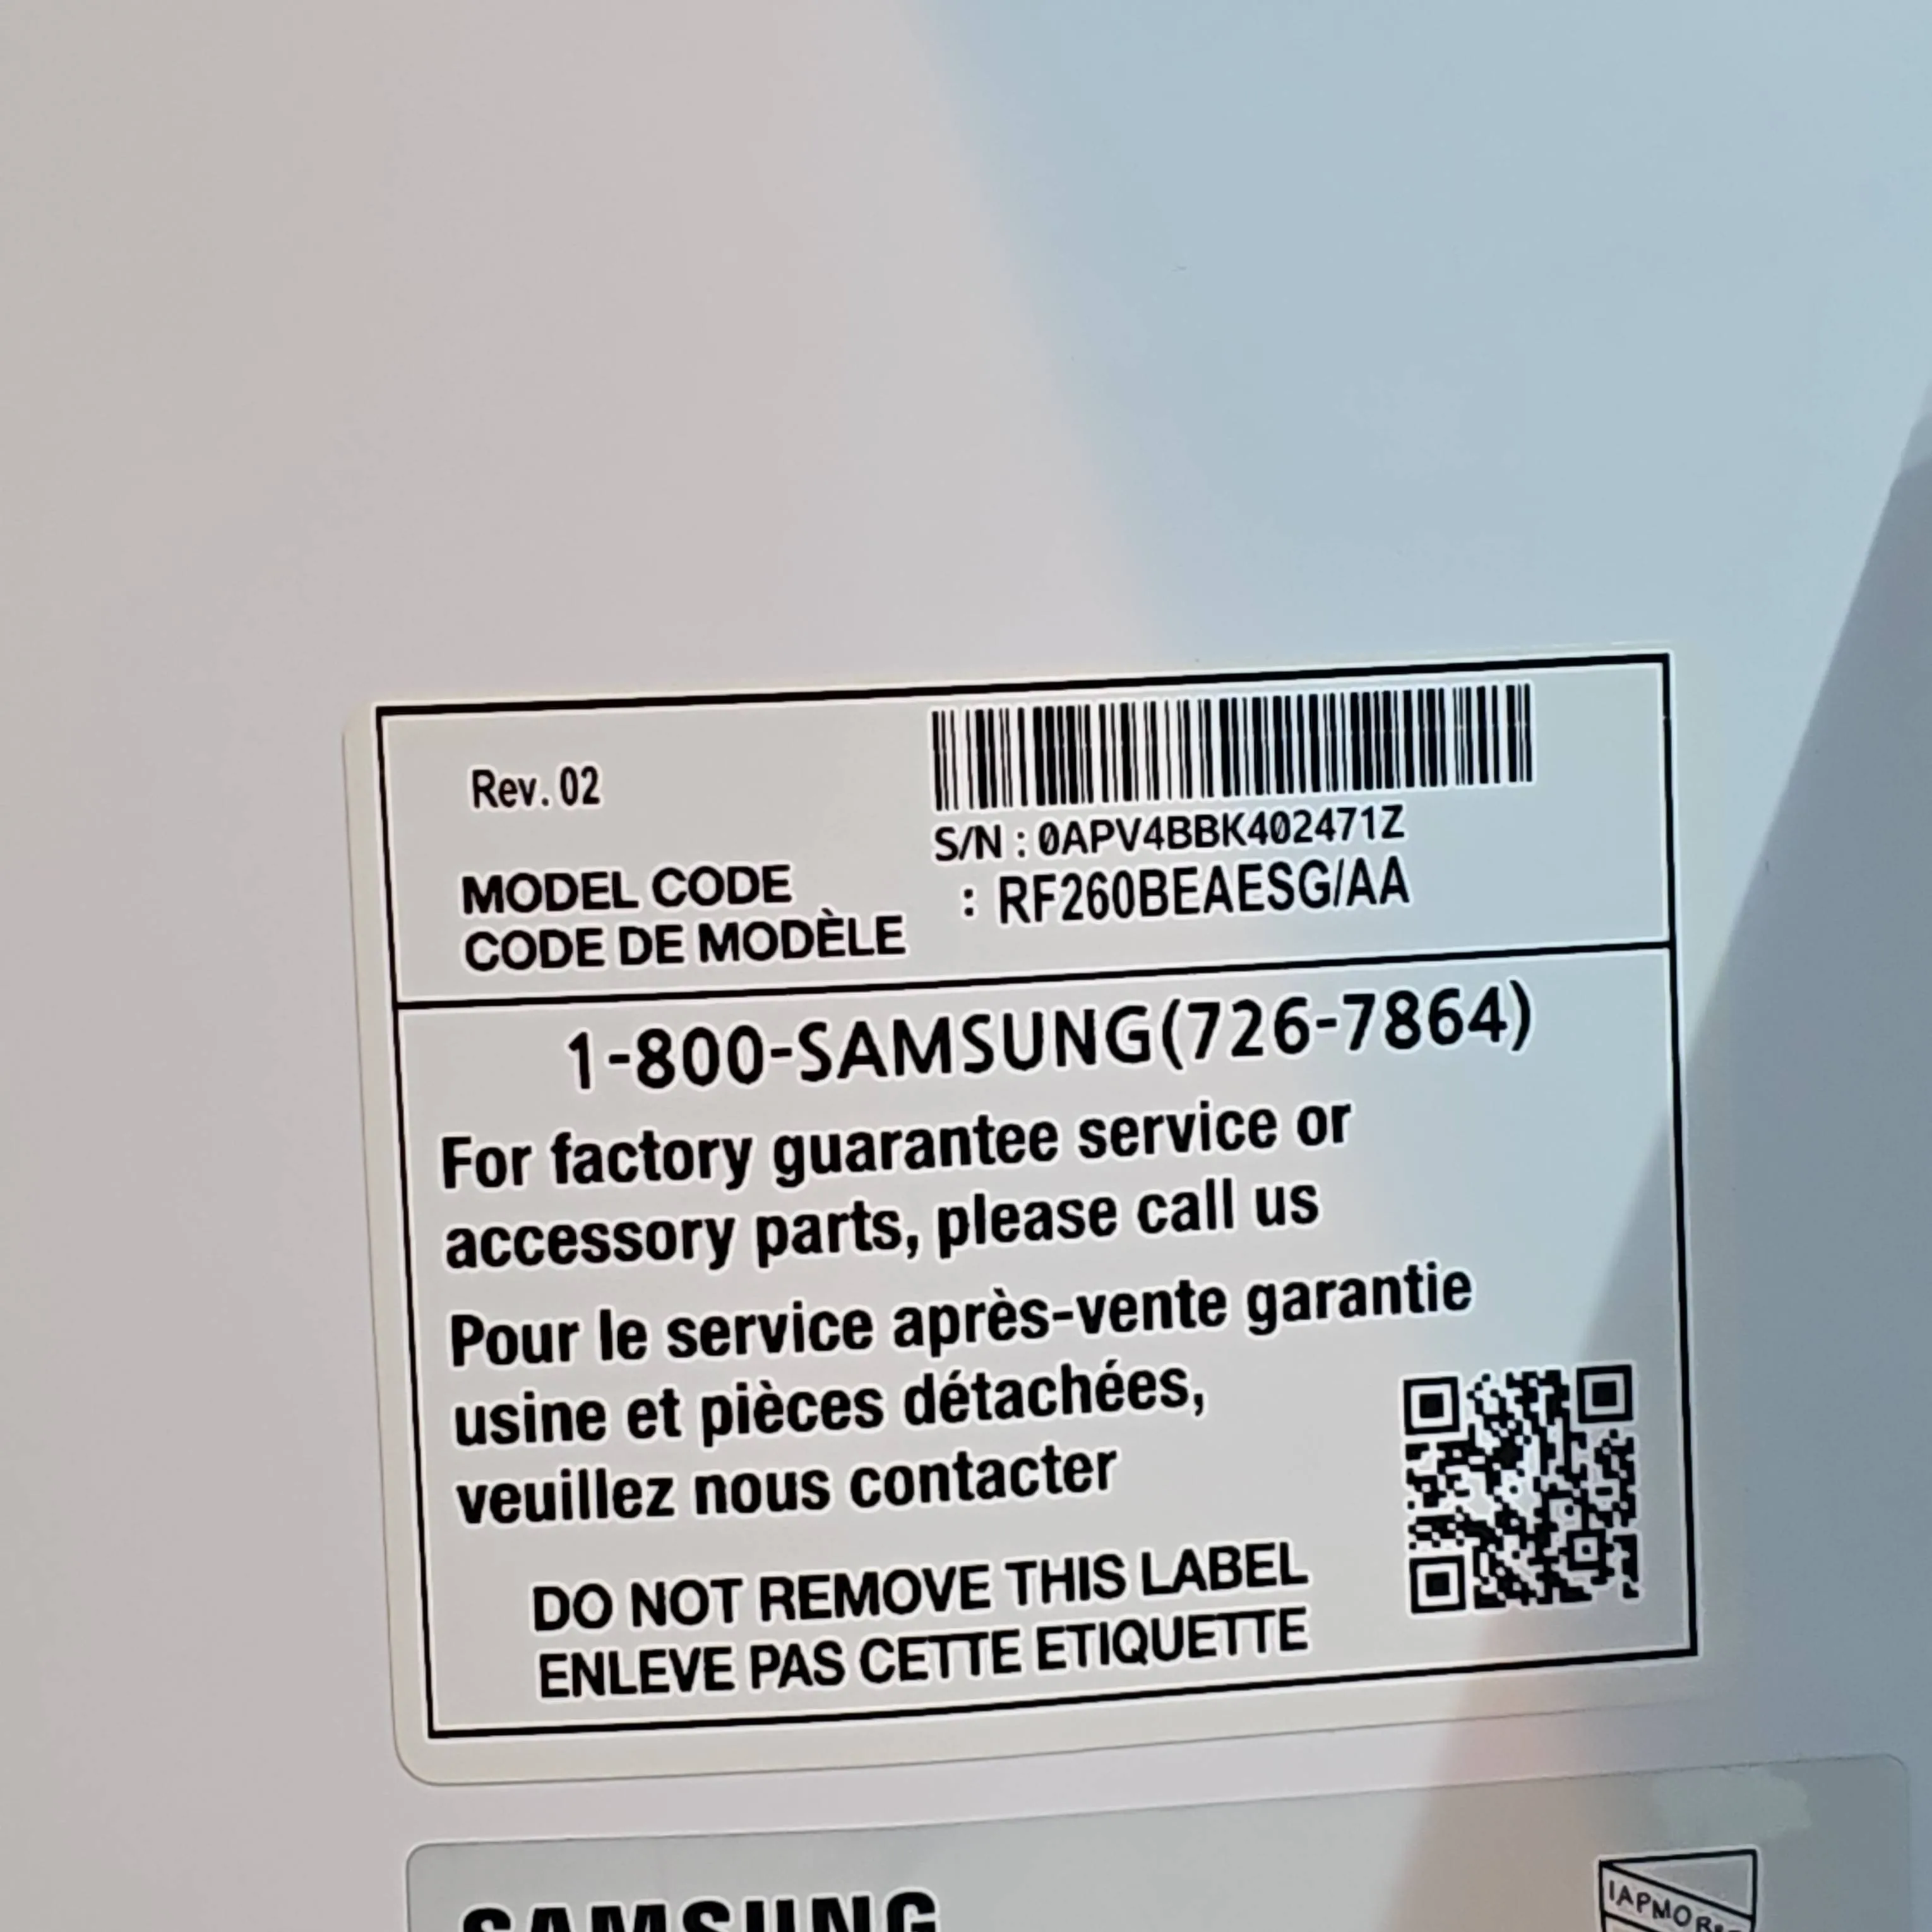 Rev. 02
S/N : 0APV4BBK402471Z
MODEL CODE
CODE DE MODÈLE
: RF260BEAESG/AA
1-800-SAMSUNG(726-7864)
For factory guarantee service or
accessory parts, please call us
Pour le service après-vente garantie
usine et pièces détachées,
veuillez nous contacter
DO NOT REMOVE THIS LABEL
ENLEVE PAS CETTE ETIQUETTE
SAMSUNG
IAPMO R&T